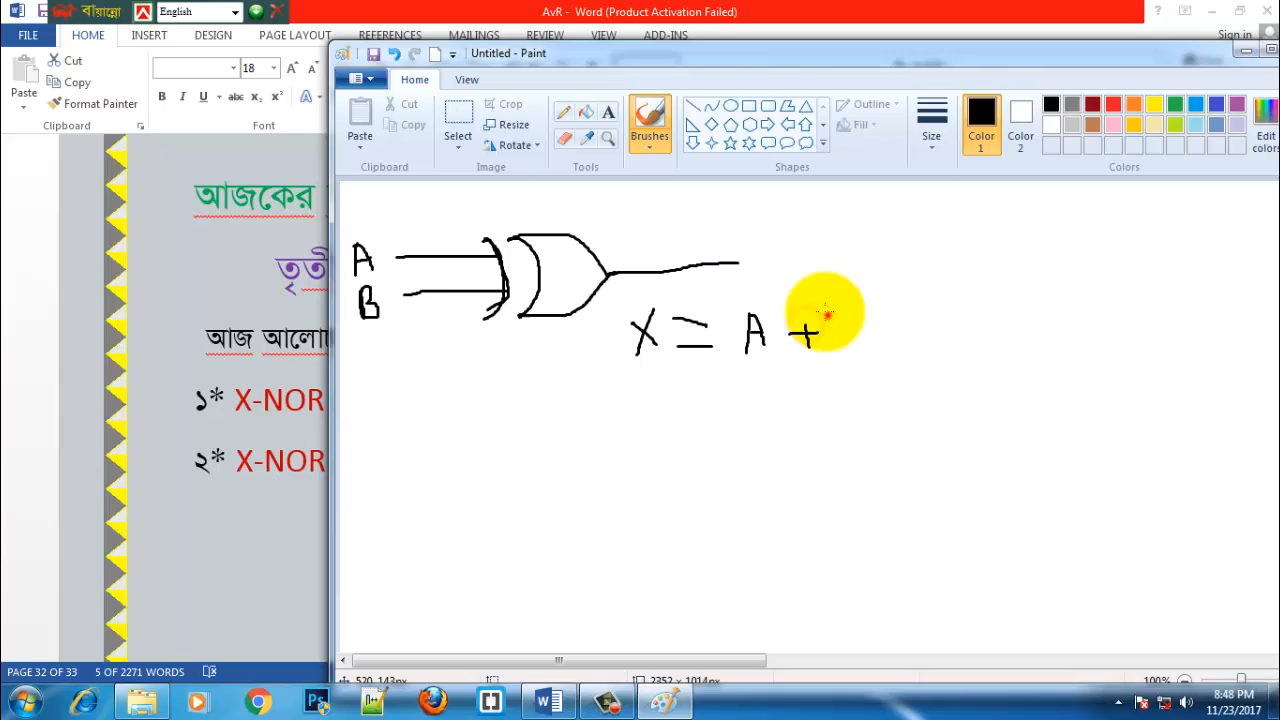 বায়ান্নো English AvR - Word (Product Activation Failed)
FILE HOME INSERT DESIGN PAGE LAYOUT REFERENCES MAILINGS REVIEW VIEW ADD-INS Sign in
Untitled - Paint
Home View
Paste Cut Copy Format Painter
18
Clipboard Font
Paste Cut Copy
Select Crop Resize Rotate
Brushes
Outline Fill
Size Color 1 Color 2 Edit colors
Clipboard Image Tools Shapes Colors
আজকের
তৃতী
আজ আলোচ
১* X-NOR
২* X-NOR
A
B
X = A +
PAGE 32 OF 33 5 OF 2271 WORDS
520, 143px 2352 × 1014px 100%
8:48 PM
11/23/2017